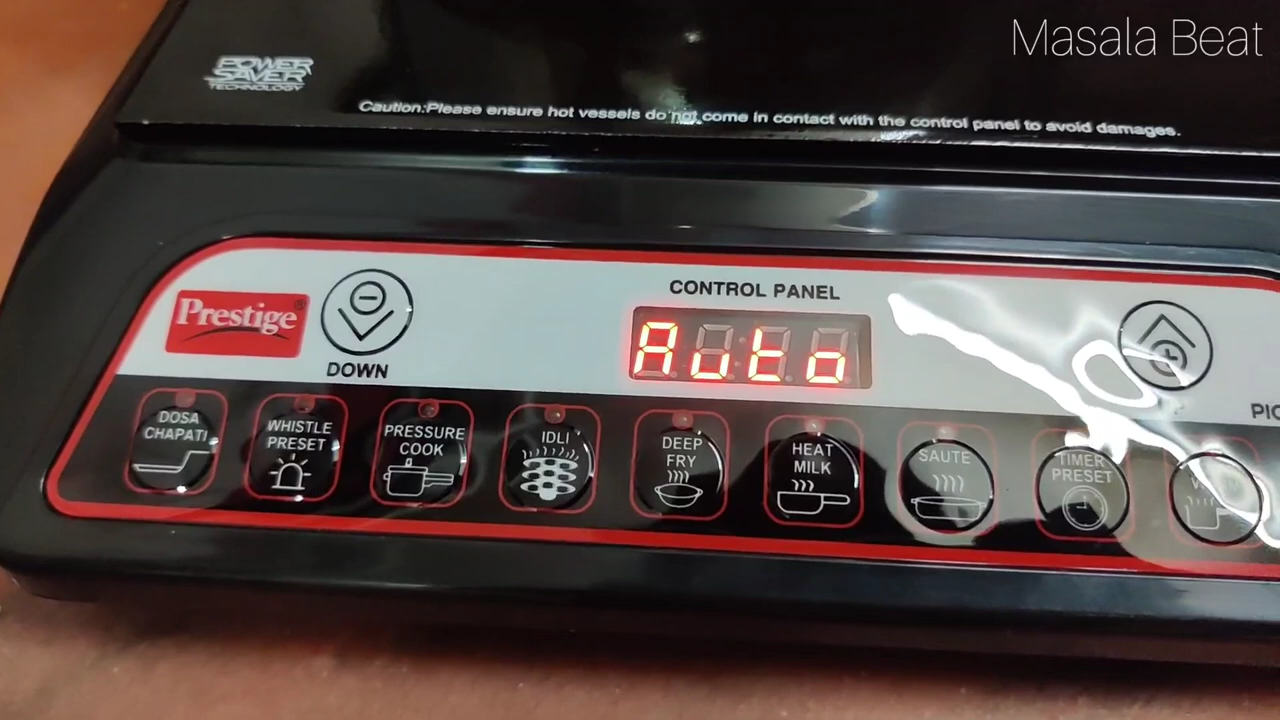 Masala Beat
POWER
SAVER
TECHNOLOGY
Caution:Please ensure hot vessels do not come in contact with the control panel to avoid damages.
Prestige®
CONTROL PANEL
Auto
DOWN
DOSA
CHAPATI
WHISTLE
PRESET
PRESSURE
COOK
IDLI
DEEP
FRY
HEAT
MILK
SAUTE
TIMER
PRESET